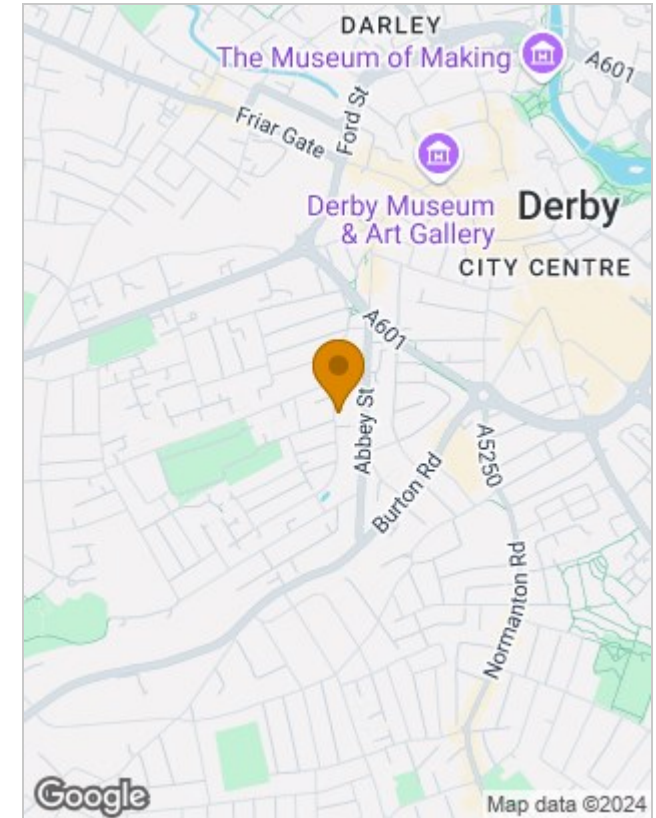 DARLEY
The Museum of Making
A601
Ford St
Friar Gate
Derby Museum
& Art Gallery
Derby
CITY CENTRE
A601
Abbey St
A5250
Burton Rd
Normanton Rd
Google
Map data ©2024